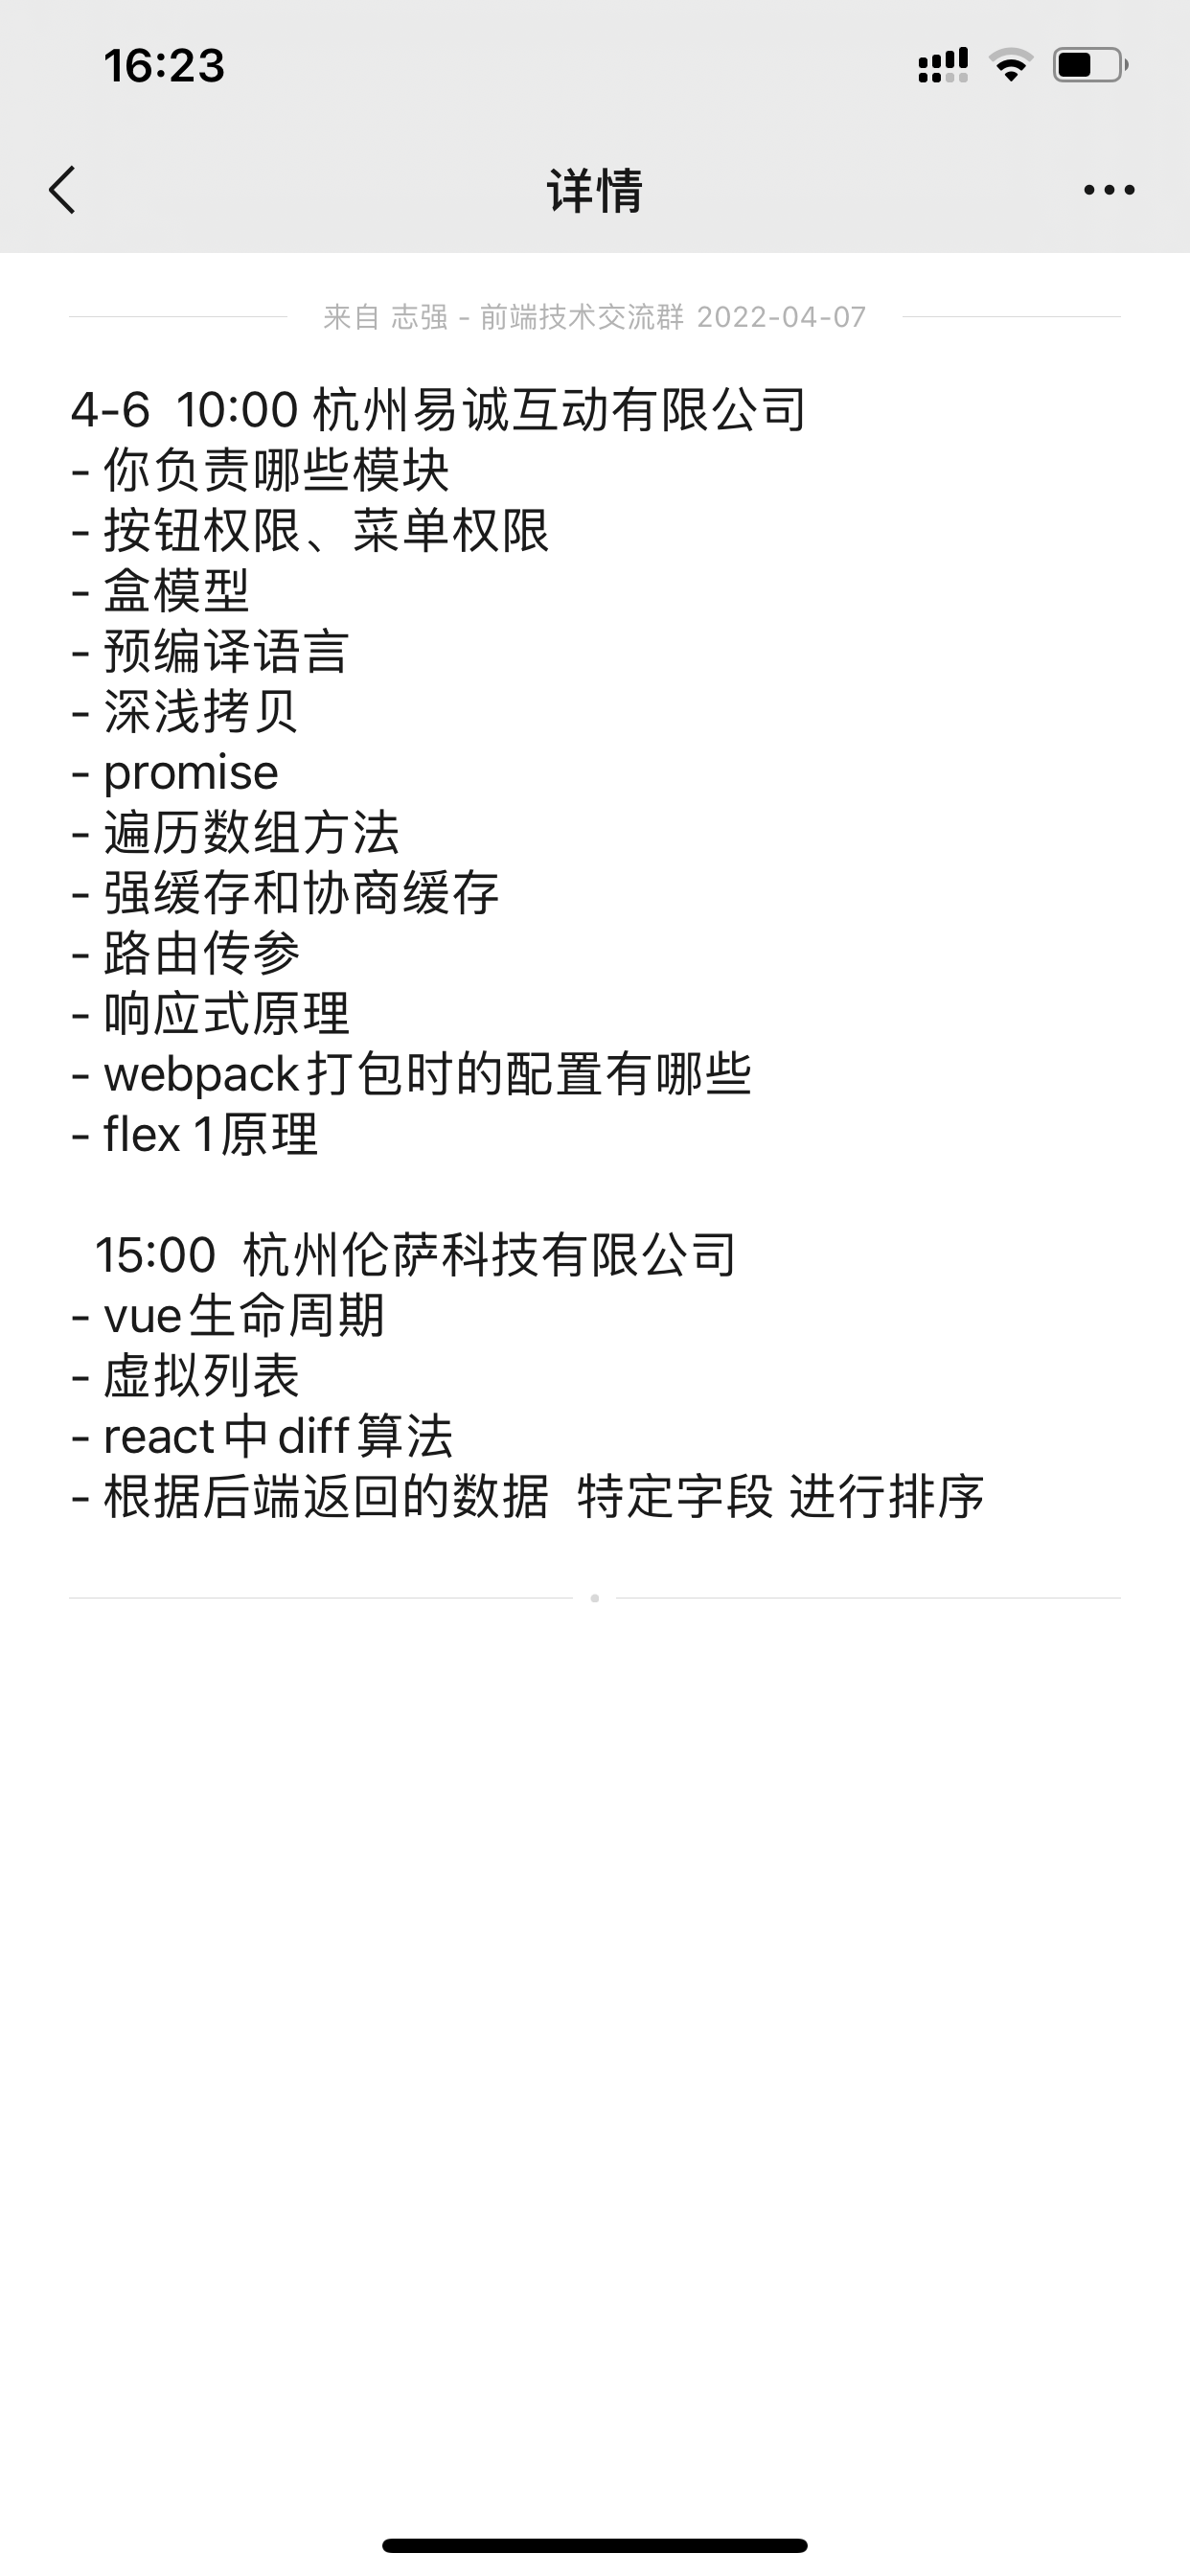 16:23
详情
来自 志强 - 前端技术交流群 2022-04-07
4-6  10:00 杭州易诚互动有限公司
- 你负责哪些模块
- 按钮权限、菜单权限
- 盒模型
- 预编译语言
- 深浅拷贝
- promise
- 遍历数组方法
- 强缓存和协商缓存
- 路由传参
- 响应式原理
- webpack打包时的配置有哪些
- flex 1原理
15:00  杭州伦萨科技有限公司
- vue生命周期
- 虚拟列表
- react中diff算法
- 根据后端返回的数据  特定字段 进行排序